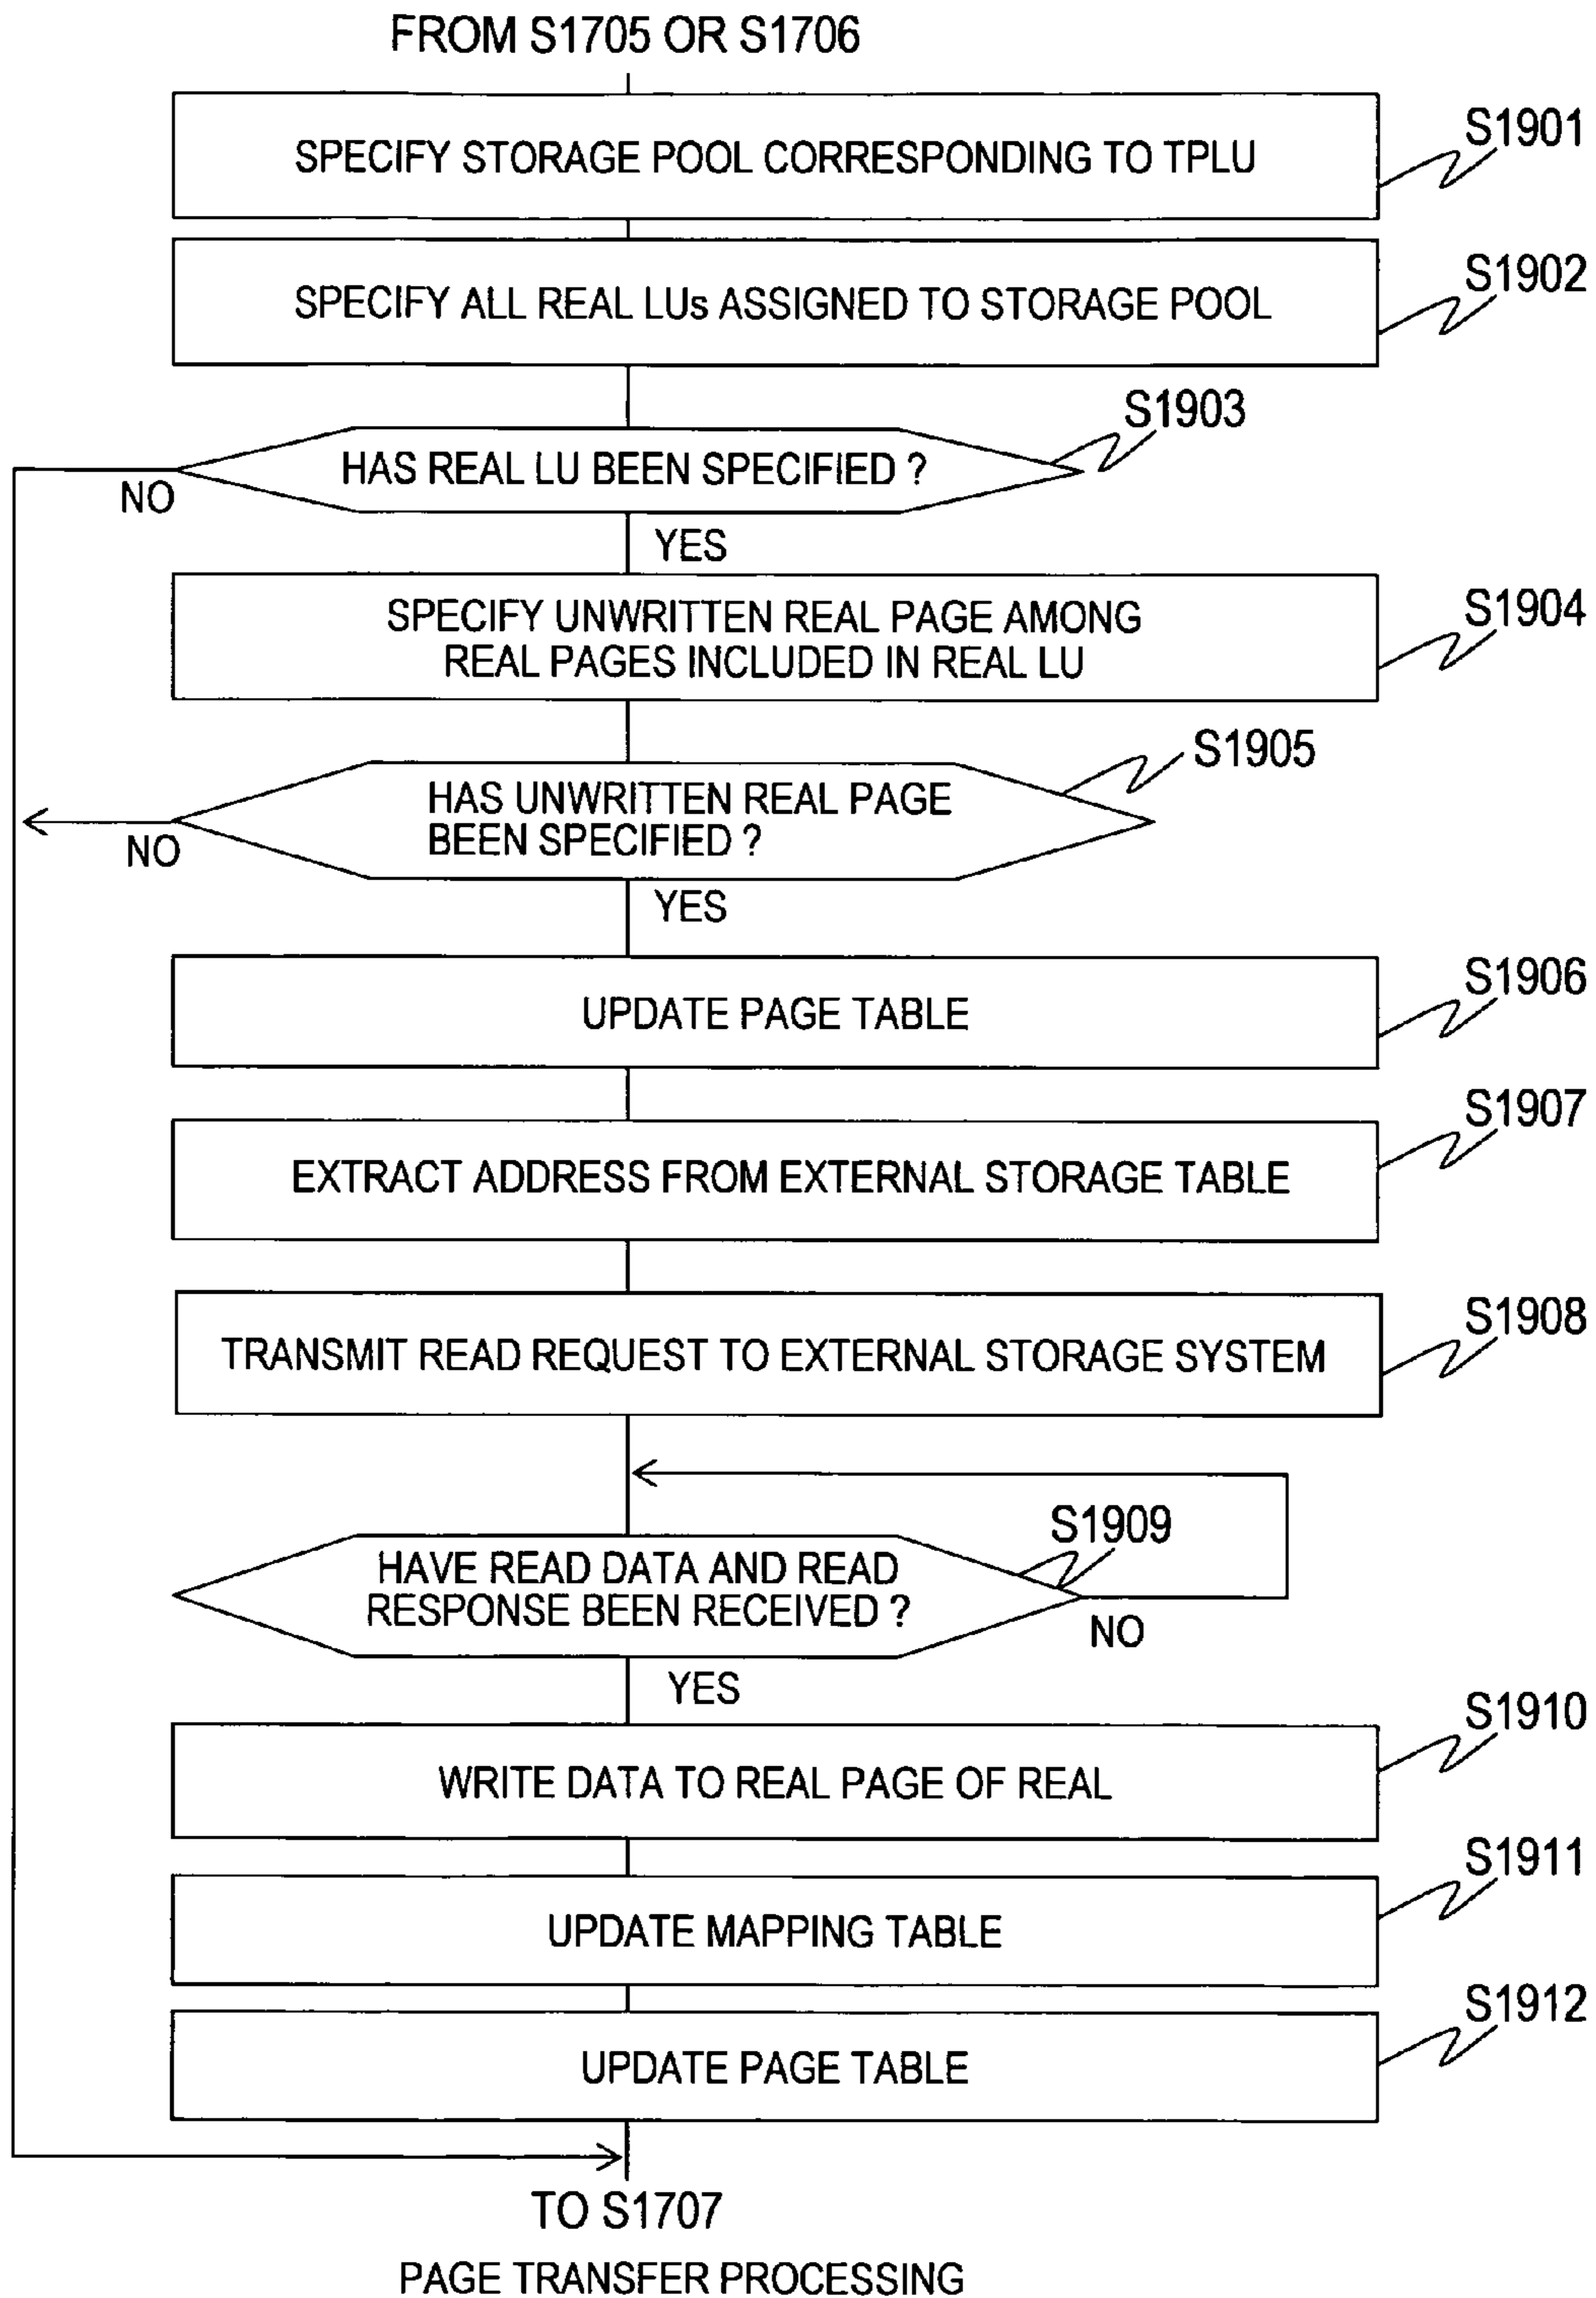 FROM S1705 OR S1706
S1901
SPECIFY STORAGE POOL CORRESPONDING TO TPLU
S1902
SPECIFY ALL REAL LUs ASSIGNED TO STORAGE POOL
S1903
HAS REAL LU BEEN SPECIFIED ?
NO
YES
S1904
SPECIFY UNWRITTEN REAL PAGE AMONG
REAL PAGES INCLUDED IN REAL LU
S1905
HAS UNWRITTEN REAL PAGE
BEEN SPECIFIED ?
NO
YES
S1906
UPDATE PAGE TABLE
S1907
EXTRACT ADDRESS FROM EXTERNAL STORAGE TABLE
S1908
TRANSMIT READ REQUEST TO EXTERNAL STORAGE SYSTEM
S1909
HAVE READ DATA AND READ
RESPONSE BEEN RECEIVED ?
NO
YES
S1910
WRITE DATA TO REAL PAGE OF REAL
S1911
UPDATE MAPPING TABLE
S1912
UPDATE PAGE TABLE
TO S1707
PAGE TRANSFER PROCESSING